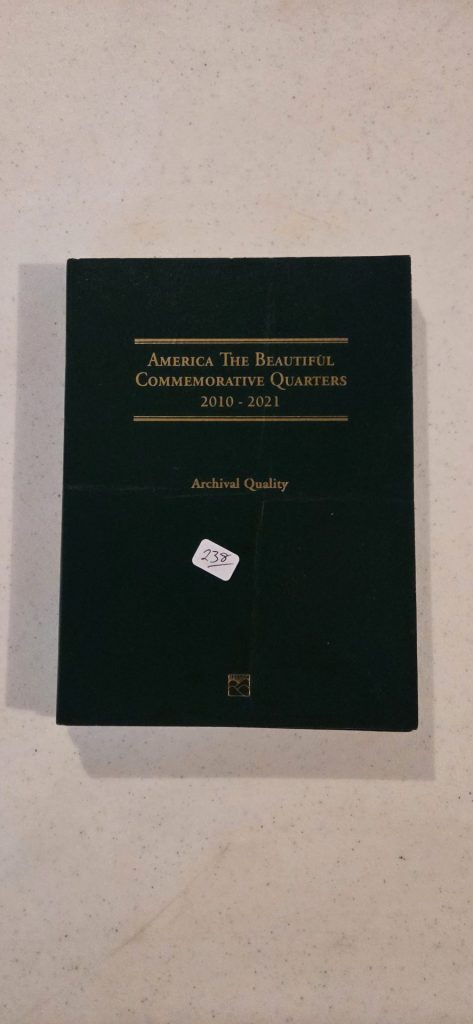 America The Beautiful
Commemorative Quarters
2010 - 2021
Archival Quality
238